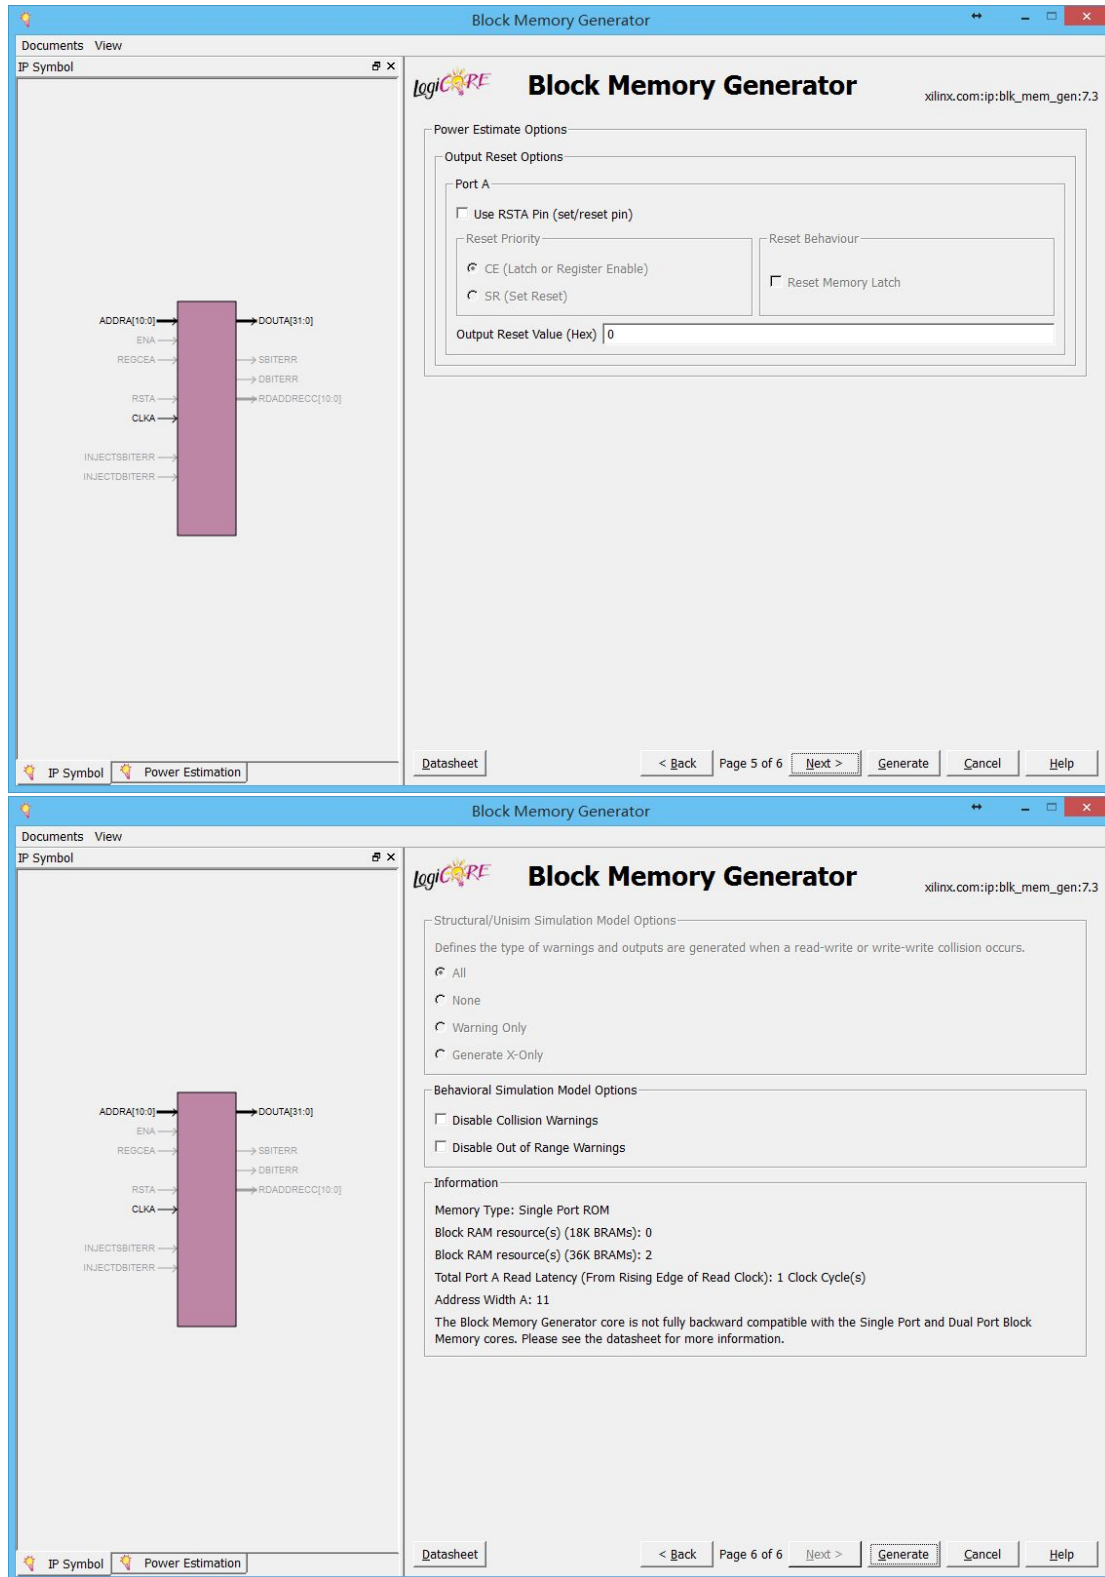 Block Memory Generator
Documents View
IP Symbol
ADDRA[10:0]
DOUTA[31:0]
ENA
REGCEA
SBITERR
DBITERR
RSTA
RDADDRECC[10:0]
CLKA
INJECTSBITERR
INJECTDBITERR
IP Symbol
Power Estimation
logiCORE
Block Memory Generator
xilinx.com:ip:blk_mem_gen:7.3
Power Estimate Options
Output Reset Options
Port A
Use RSTA Pin (set/reset pin)
Reset Priority
CE (Latch or Register Enable)
SR (Set Reset)
Reset Behaviour
Reset Memory Latch
Output Reset Value (Hex) 0
Datasheet
< Back
Page 5 of 6
Next >
Generate
Cancel
Help
Block Memory Generator
Documents View
IP Symbol
ADDRA[10:0]
DOUTA[31:0]
ENA
REGCEA
SBITERR
DBITERR
RSTA
RDADDRECC[10:0]
CLKA
INJECTSBITERR
INJECTDBITERR
IP Symbol
Power Estimation
logiCORE
Block Memory Generator
xilinx.com:ip:blk_mem_gen:7.3
Structural/Unisim Simulation Model Options
Defines the type of warnings and outputs are generated when a read-write or write-write collision occurs.
All
None
Warning Only
Generate X-Only
Behavioral Simulation Model Options
Disable Collision Warnings
Disable Out of Range Warnings
Information
Memory Type: Single Port ROM
Block RAM resource(s) (18K BRAMs): 0
Block RAM resource(s) (36K BRAMs): 2
Total Port A Read Latency (From Rising Edge of Read Clock): 1 Clock Cycle(s)
Address Width A: 11
The Block Memory Generator core is not fully backward compatible with the Single Port and Dual Port Block
Memory cores. Please see the datasheet for more information.
Datasheet
< Back
Page 6 of 6
Next >
Generate
Cancel
Help